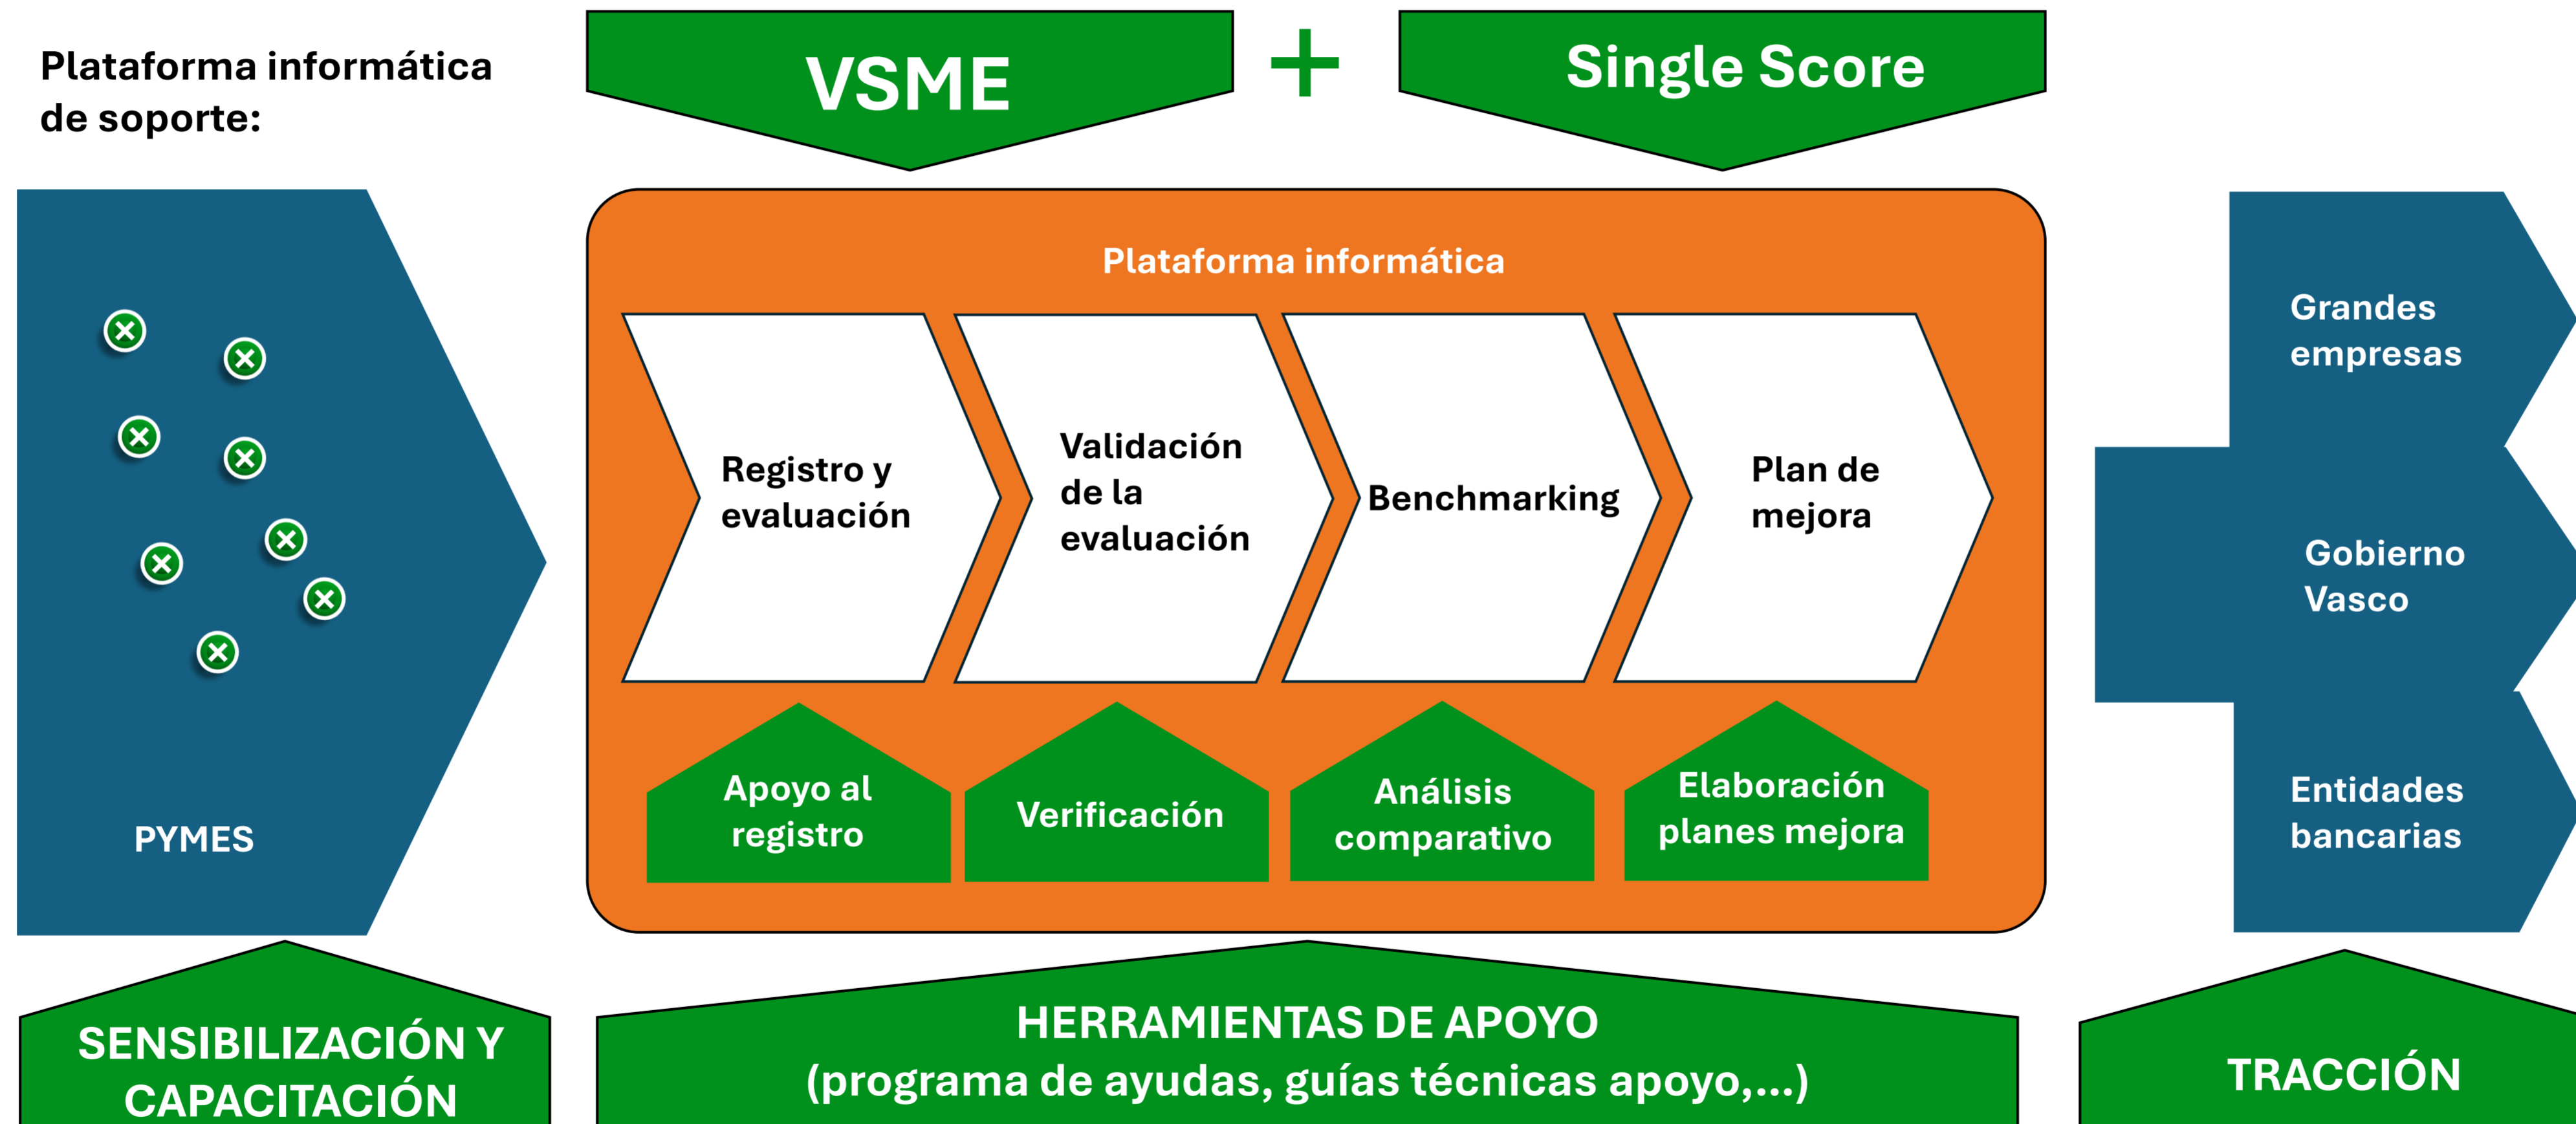 Plataforma informática
de soporte:
VSME
+
Single Score
Plataforma informática
Registro y
evaluación
Validación
de la
evaluación
Benchmarking
Plan de
mejora
Apoyo al
registro
Verificación
Análisis
comparativo
Elaboración
planes mejora
PYMES
Grandes
empresas
Gobierno
Vasco
Entidades
bancarias
SENSIBILIZACIÓN Y
CAPACITACIÓN
HERRAMIENTAS DE APOYO
(programa de ayudas, guías técnicas apoyo,...)
TRACCIÓN